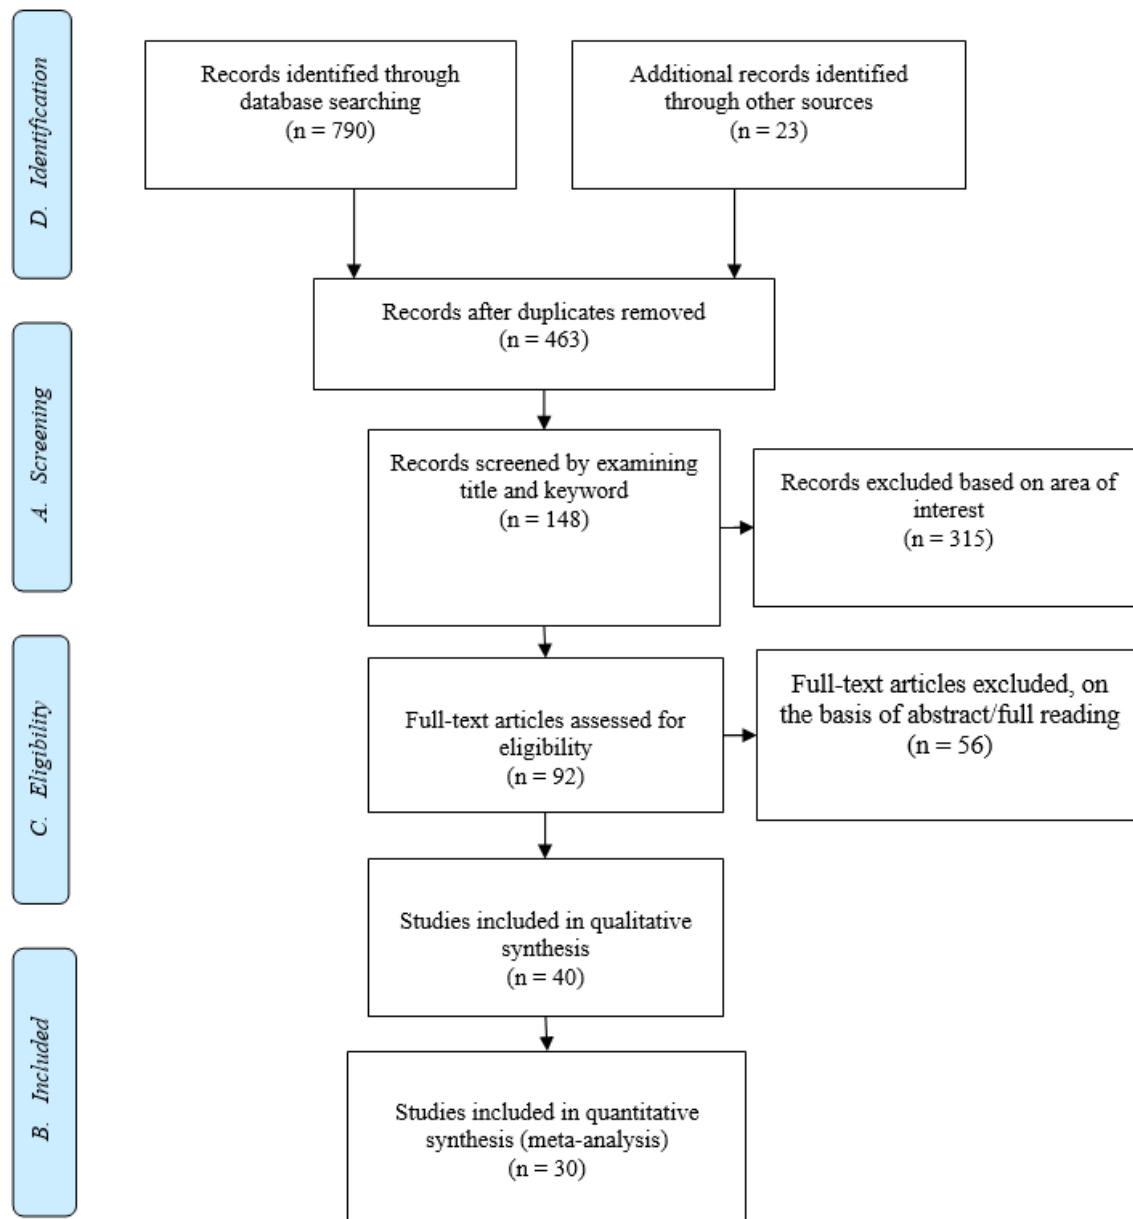 D. Identification
Records identified through
database searching
(n = 790)
Additional records identified
through other sources
(n = 23)
Records after duplicates removed
(n = 463)
A. Screening
Records screened by examining
title and keyword
(n = 148)
Records excluded based on area of
interest
(n = 315)
C. Eligibility
Full-text articles assessed for
eligibility
(n = 92)
Full-text articles excluded, on
the basis of abstract/full reading
(n = 56)
Studies included in qualitative
synthesis
(n = 40)
B. Included
Studies included in quantitative
synthesis (meta-analysis)
(n = 30)